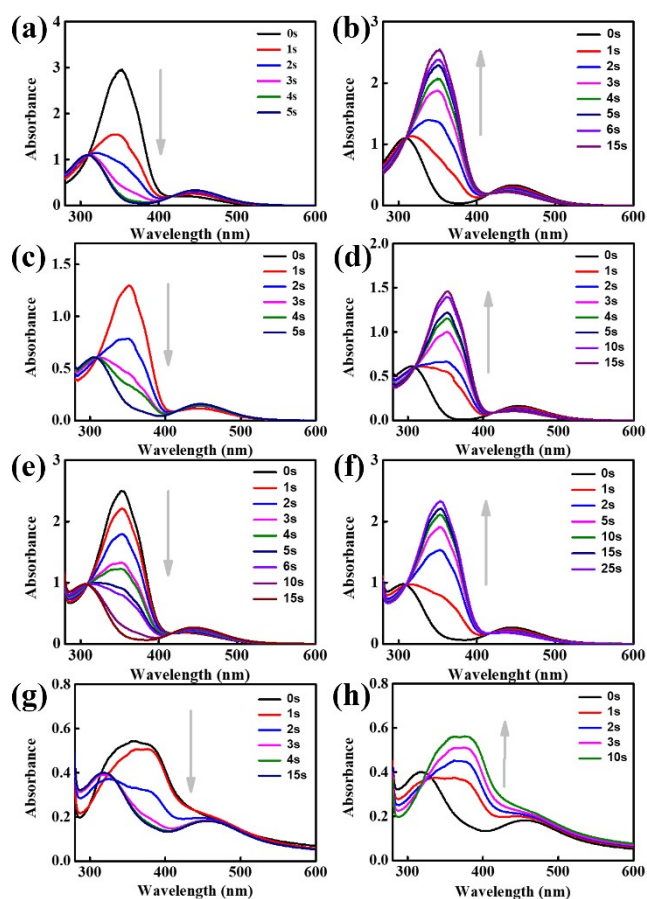 (a)
Absorbance
4
3
2
1
0
300
400
500
600
Wavelength (nm)
0s
1s
2s
3s
4s
5s
(b)
Absorbance
3
2
1
0
300
400
500
600
Wavelength (nm)
0s
1s
2s
3s
4s
5s
6s
15s
(c)
Absorbance
1.5
1.0
0.5
0.0
300
400
500
600
Wavelength (nm)
0s
1s
2s
3s
4s
5s
(d)
Absorbance
2.0
1.5
1.0
0.5
0.0
300
400
500
600
Wavelength (nm)
0s
1s
2s
3s
4s
5s
10s
15s
(e)
Absorbance
3
2
1
0
300
400
500
600
Wavelength (nm)
0s
1s
2s
3s
4s
5s
6s
10s
15s
(f)
Absorbance
3
2
1
0
300
400
500
600
Wavelenght (nm)
0s
1s
2s
5s
10s
15s
25s
(g)
Absorbance
0.8
0.6
0.4
0.2
0.0
300
400
500
600
Wavelength (nm)
0s
1s
2s
3s
4s
15s
(h)
Absorbance
0.8
0.6
0.4
0.2
0.0
300
400
500
600
Wavelength (nm)
0s
1s
2s
3s
10s